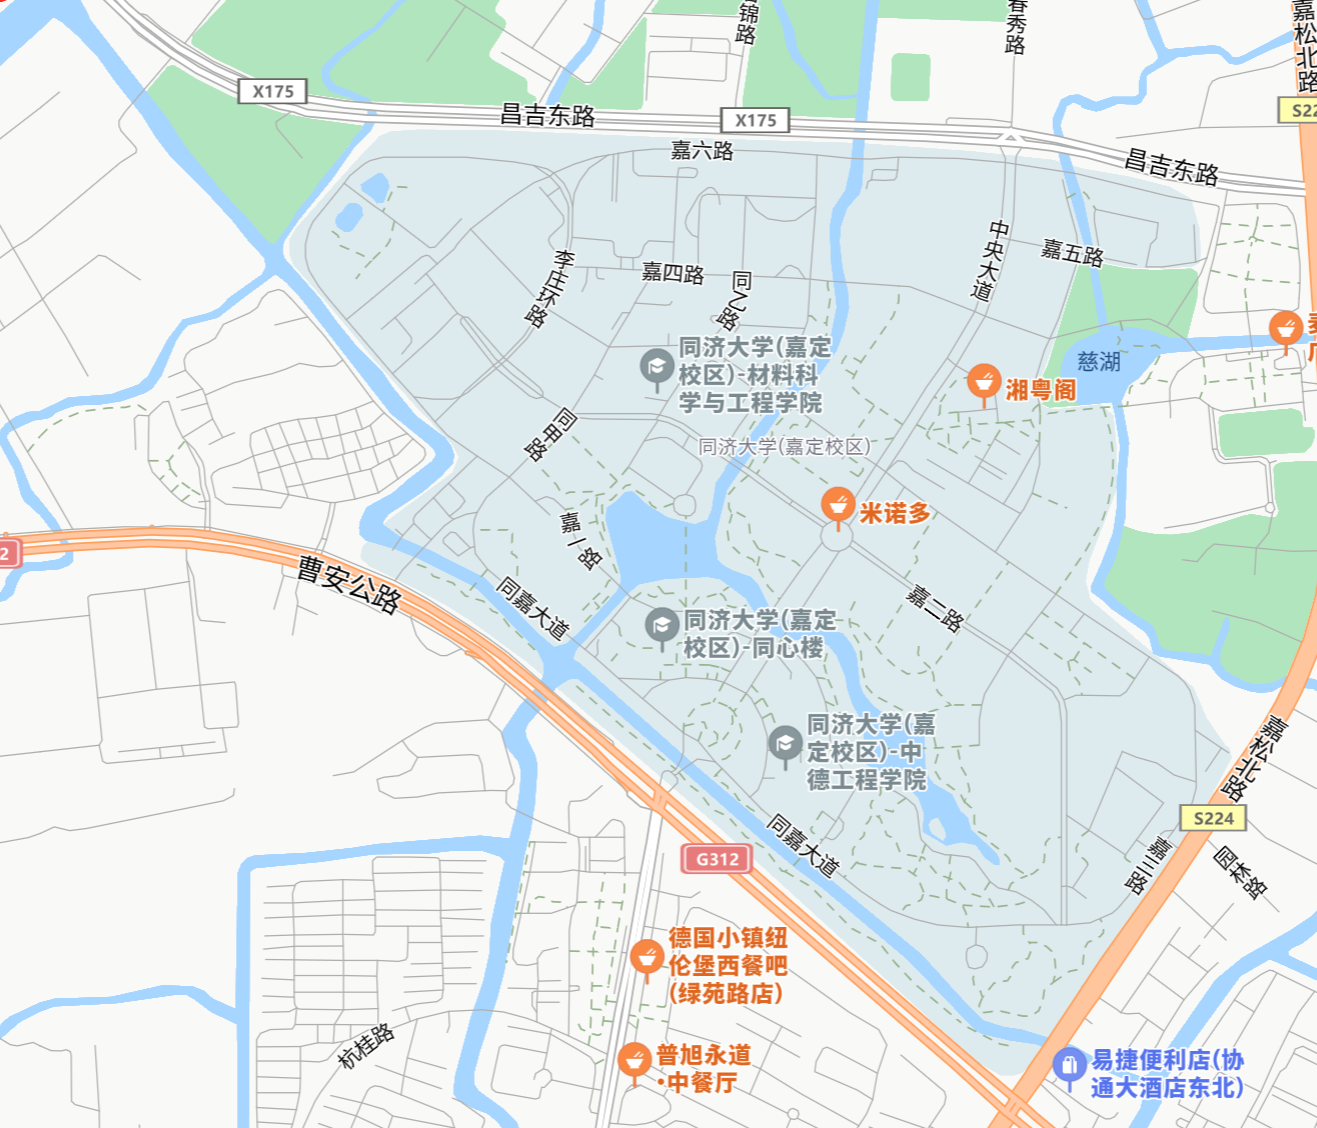 锦路
春秀路
嘉松北路
X175
昌吉东路
X175
S22
嘉六路
昌吉东路
中央大道
嘉五路
李庄环路
嘉四路
同乙路
同济大学(嘉定
校区)-材料科
学与工程学院
慈湖
湘粤阁
同甲路
同济大学(嘉定校区)
米诺多
嘉一路
2
曹安公路
同嘉大道
嘉二路
同济大学(嘉定
校区)-同心楼
同济大学(嘉
定校区)-中
德工程学院
嘉松北路
S224
同嘉大道
G312
嘉三路
园林路
德国小镇纽
伦堡西餐吧
(绿苑路店)
杭桂路
普旭永道
·中餐厅
易捷便利店(协
通大酒店东北)